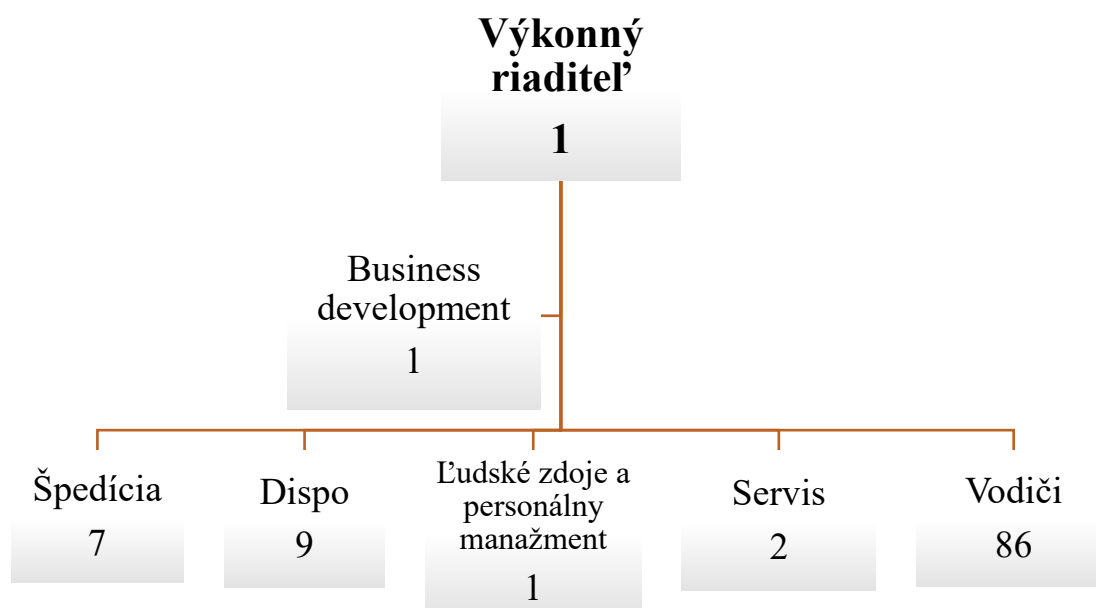 Výkonný
riaditeľ
1
Business
development
1
Špedícia
7
Dispo
9
Ľudské zdoje a
personálny
manažment
1
Servis
2
Vodiči
86